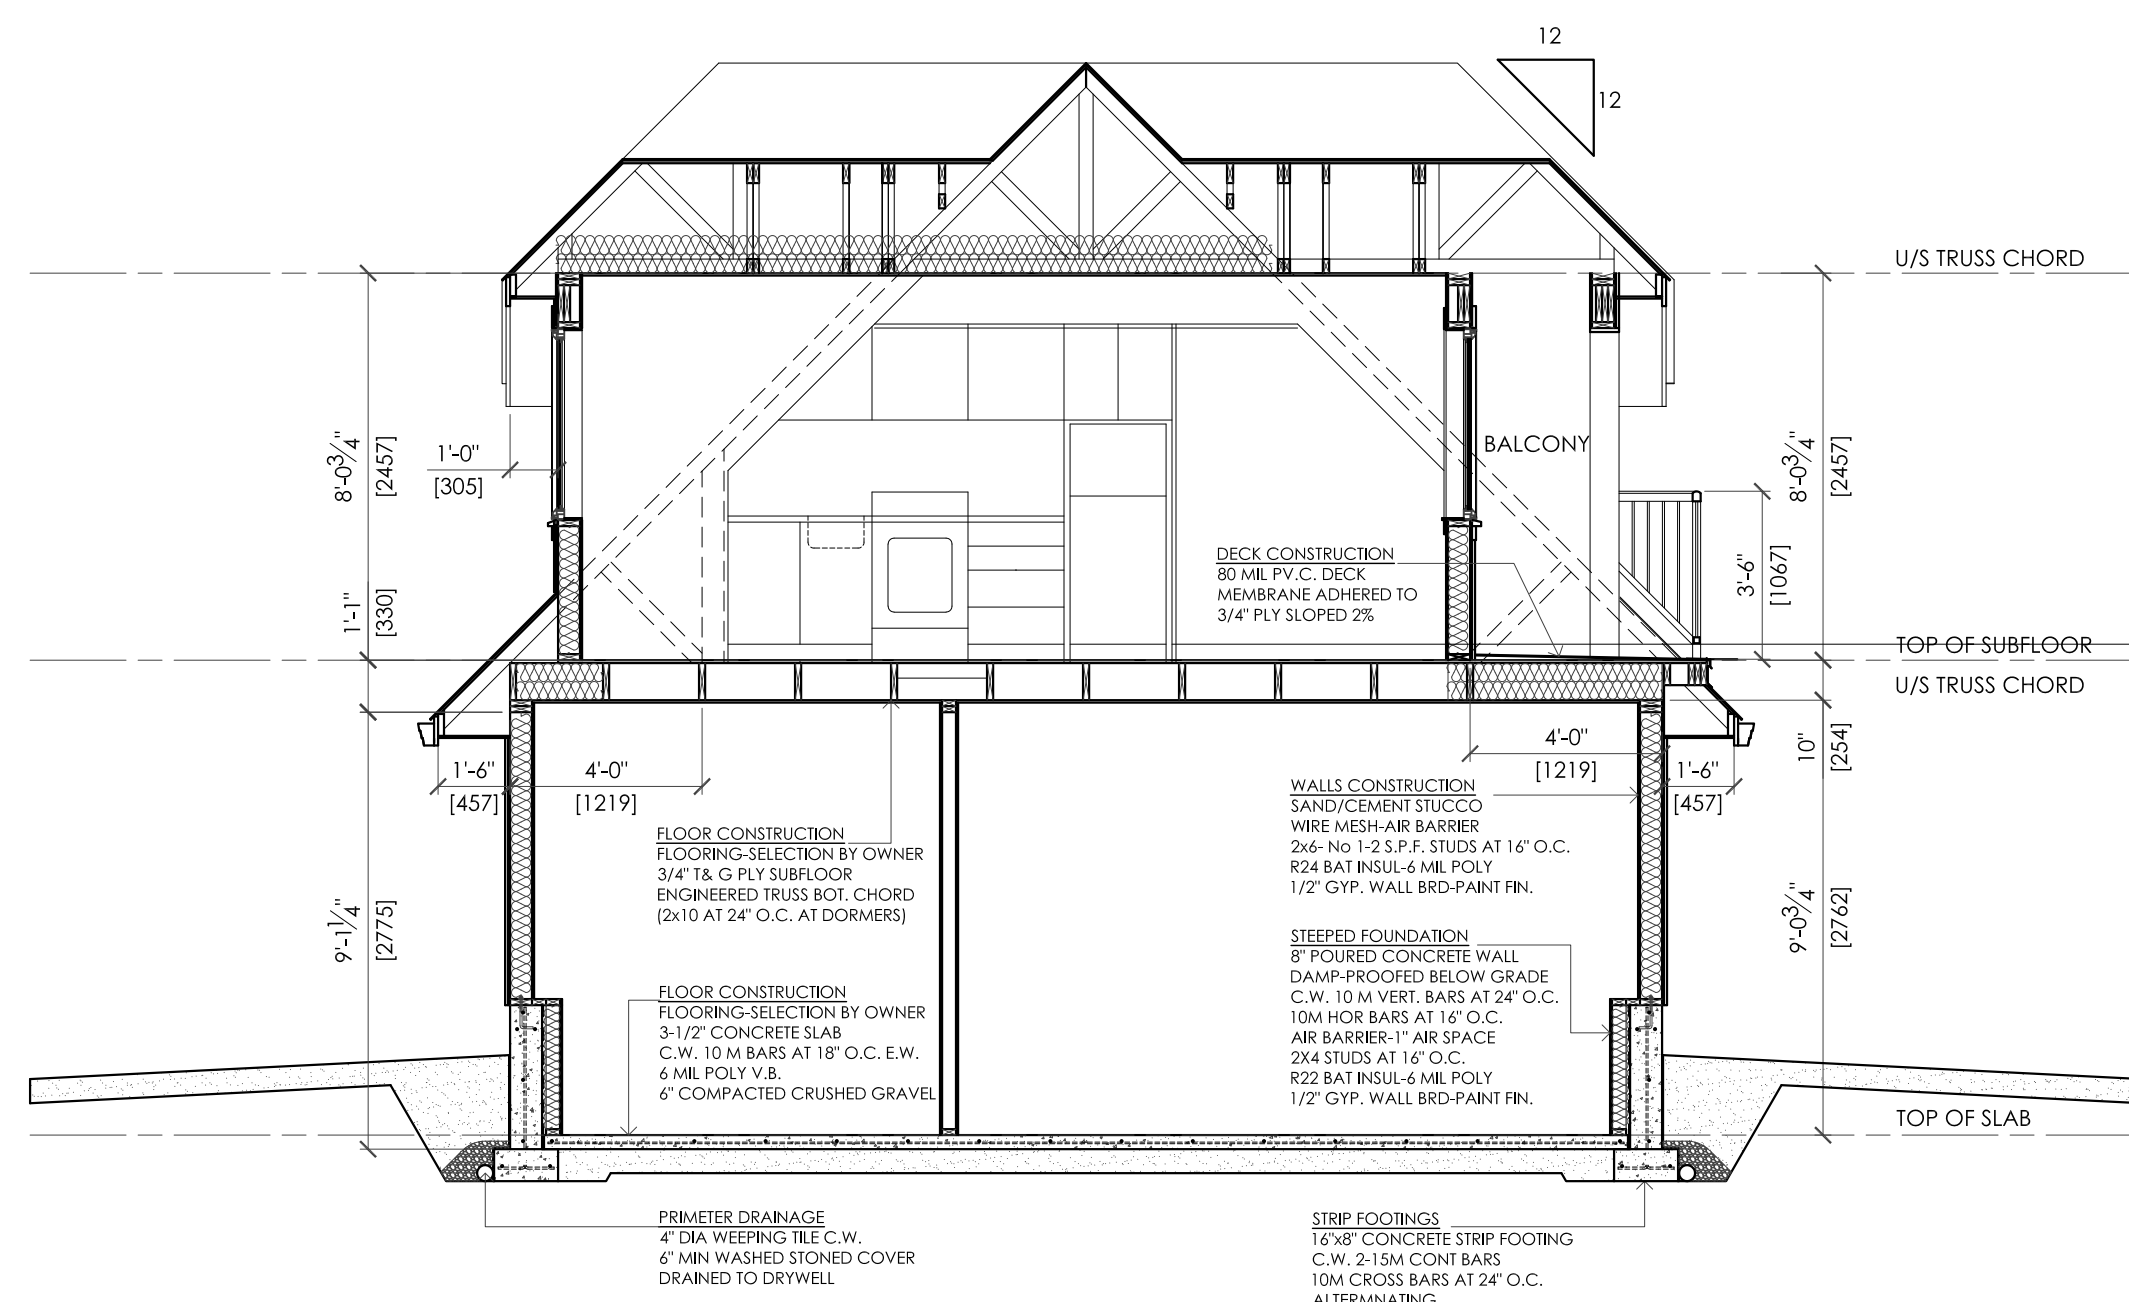 12
12
U/S TRUSS CHORD
8'-03/4"
[2457]
1'-0"
[305]
BALCONY
8'-03/4"
[2457]
DECK CONSTRUCTION
80 MIL PV.C. DECK
MEMBRANE ADHERED TO
3/4" PLY SLOPED 2%
3'-6"
[1067]
1'-1"
[330]
TOP OF SUBFLOOR
U/S TRUSS CHORD
1'-6"
[457]
4'-0"
[1219]
4'-0"
[1219]
1'-6"
[457]
10"
[254]
WALLS CONSTRUCTION
SAND/CEMENT STUCCO
WIRE MESH-AIR BARRIER
2x6- No 1-2 S.P.F. STUDS AT 16" O.C.
R24 BAT INSUL-6 MIL POLY
1/2" GYP. WALL BRD-PAINT FIN.
FLOOR CONSTRUCTION
FLOORING-SELECTION BY OWNER
3/4" T& G PLY SUBFLOOR
ENGINEERED TRUSS BOT. CHORD
(2x10 AT 24" O.C. AT DORMERS)
9'-11/4"
[2775]
9'-03/4"
[2762]
STEEPED FOUNDATION
8" POURED CONCRETE WALL
DAMP-PROOFED BELOW GRADE
C.W. 10 M VERT. BARS AT 24" O.C.
10M HOR BARS AT 16" O.C.
AIR BARRIER-1" AIR SPACE
2X4 STUDS AT 16" O.C.
R22 BAT INSUL-6 MIL POLY
1/2" GYP. WALL BRD-PAINT FIN.
FLOOR CONSTRUCTION
FLOORING-SELECTION BY OWNER
3-1/2" CONCRETE SLAB
C.W. 10 M BARS AT 18" O.C. E.W.
6 MIL POLY V.B.
6" COMPACTED CRUSHED GRAVEL
TOP OF SLAB
PRIMETER DRAINAGE
4" DIA WEEPING TILE C.W.
6" MIN WASHED STONED COVER
DRAINED TO DRYWELL
STRIP FOOTINGS
16"x8" CONCRETE STRIP FOOTING
C.W. 2-15M CONT BARS
10M CROSS BARS AT 24" O.C.
ALTERMNATING